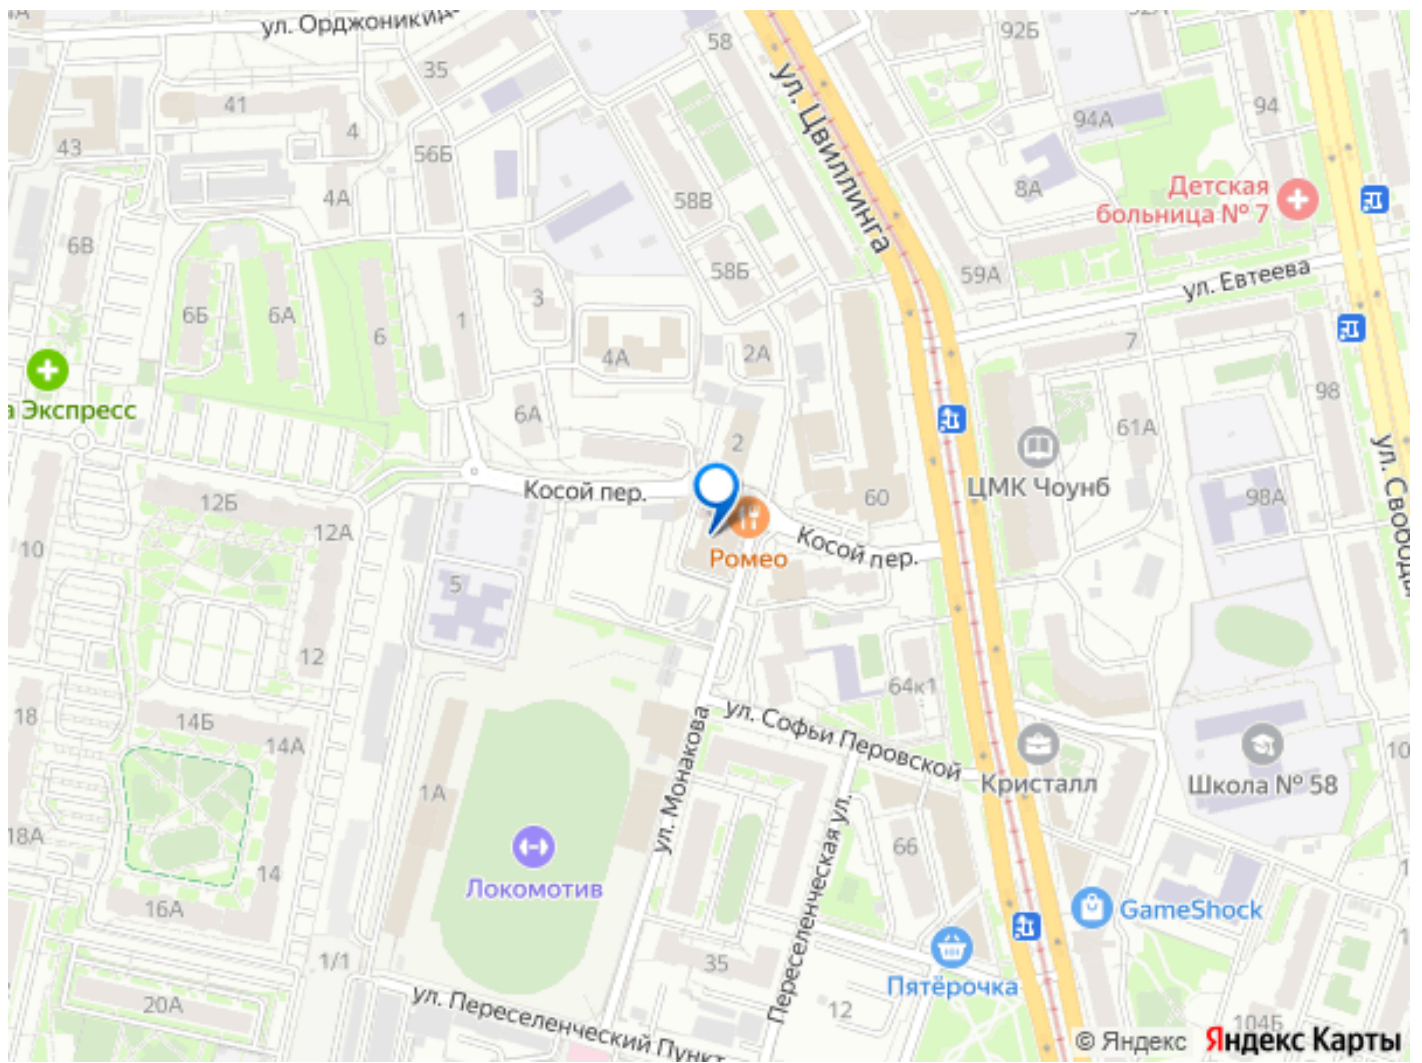 ул. Орджоникидз
58
92Б
35
41
4
56Б
43
4А
94А
94
ул. Цвиллинга
8А
Детская
больница № 7
58В
58Б
6В
59А
ул. Евтеева
3
6Б
6А
6
1
4А
2А
7
а Экспресс
98
6А
2
61А
ул. Свободы
12Б
12А
Косой пер.
60
ЦМК Чоунб
98А
10
Ромео
Косой пер.
5
12
64к1
18
14Б
14А
ул. Софьи Перовской
ул. Монакова
Кристалл
Школа № 58
1А
18А
Переселенческая ул.
66
14
16А
Локомотив
GameShock
1/1
35
20А
Пятёрочка
ул. Переселенческий Пункт
12
104Б
© Яндекс Яндекс Карты